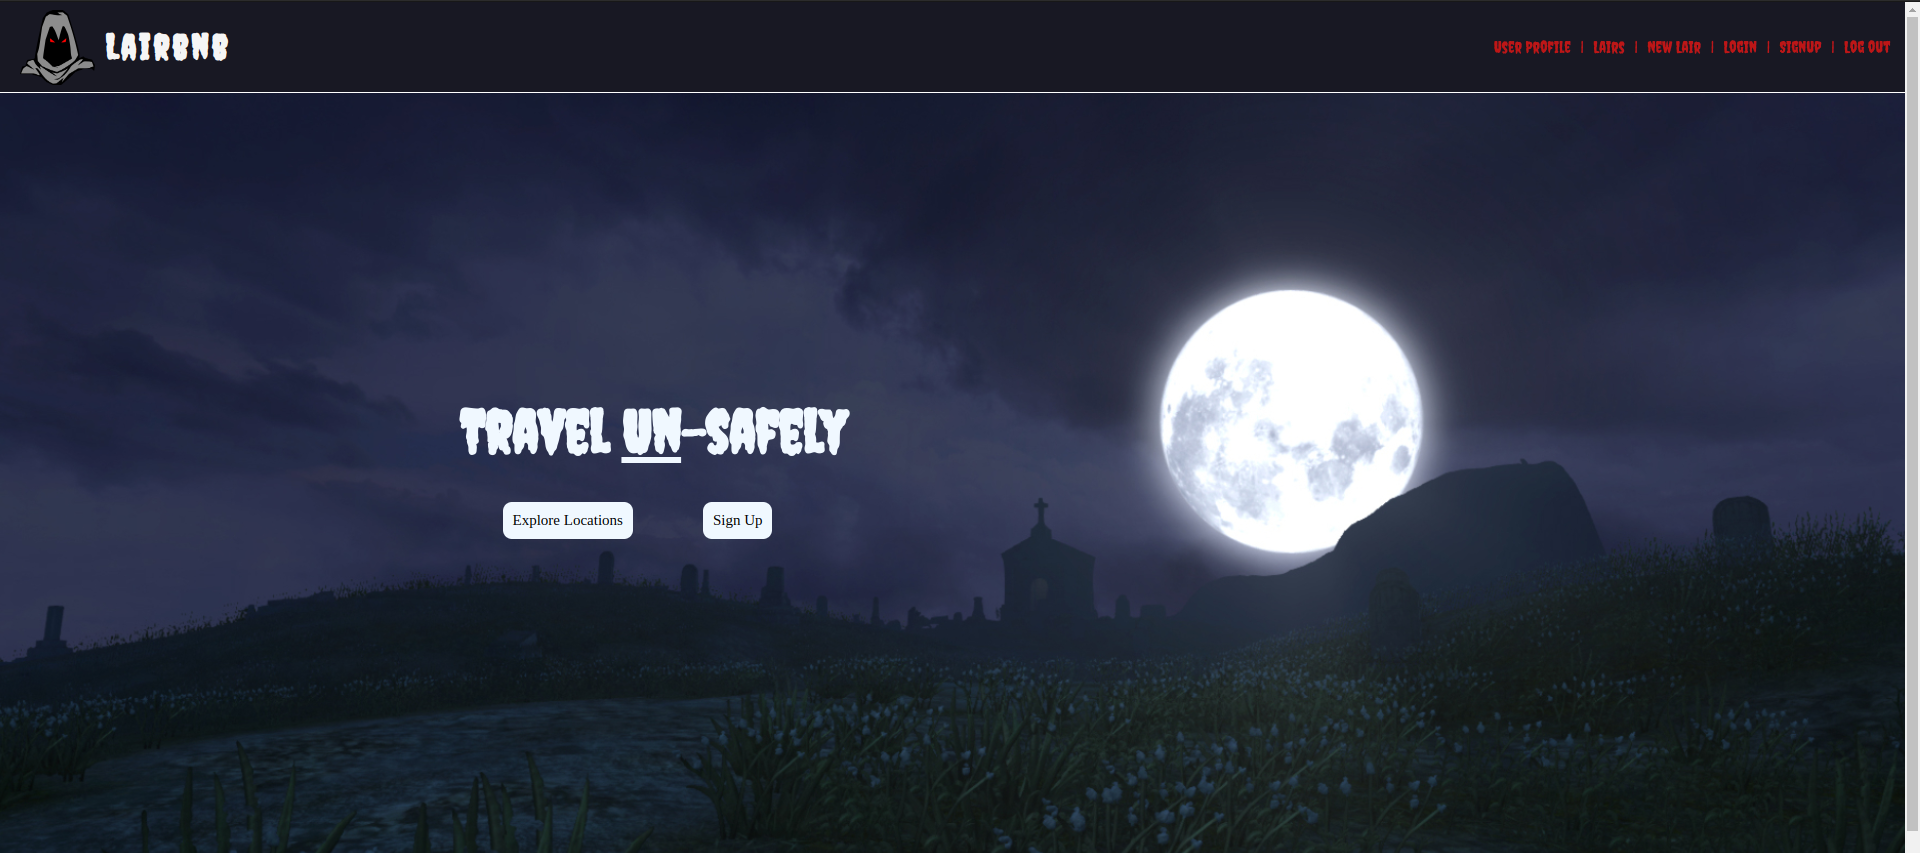 LAIRBNB
USER PROFILE | LAIRS | NEW LAIR | LOGIN | SIGNUP | LOG OUT
TRAVEL UN-SAFELY
Explore Locations
Sign Up